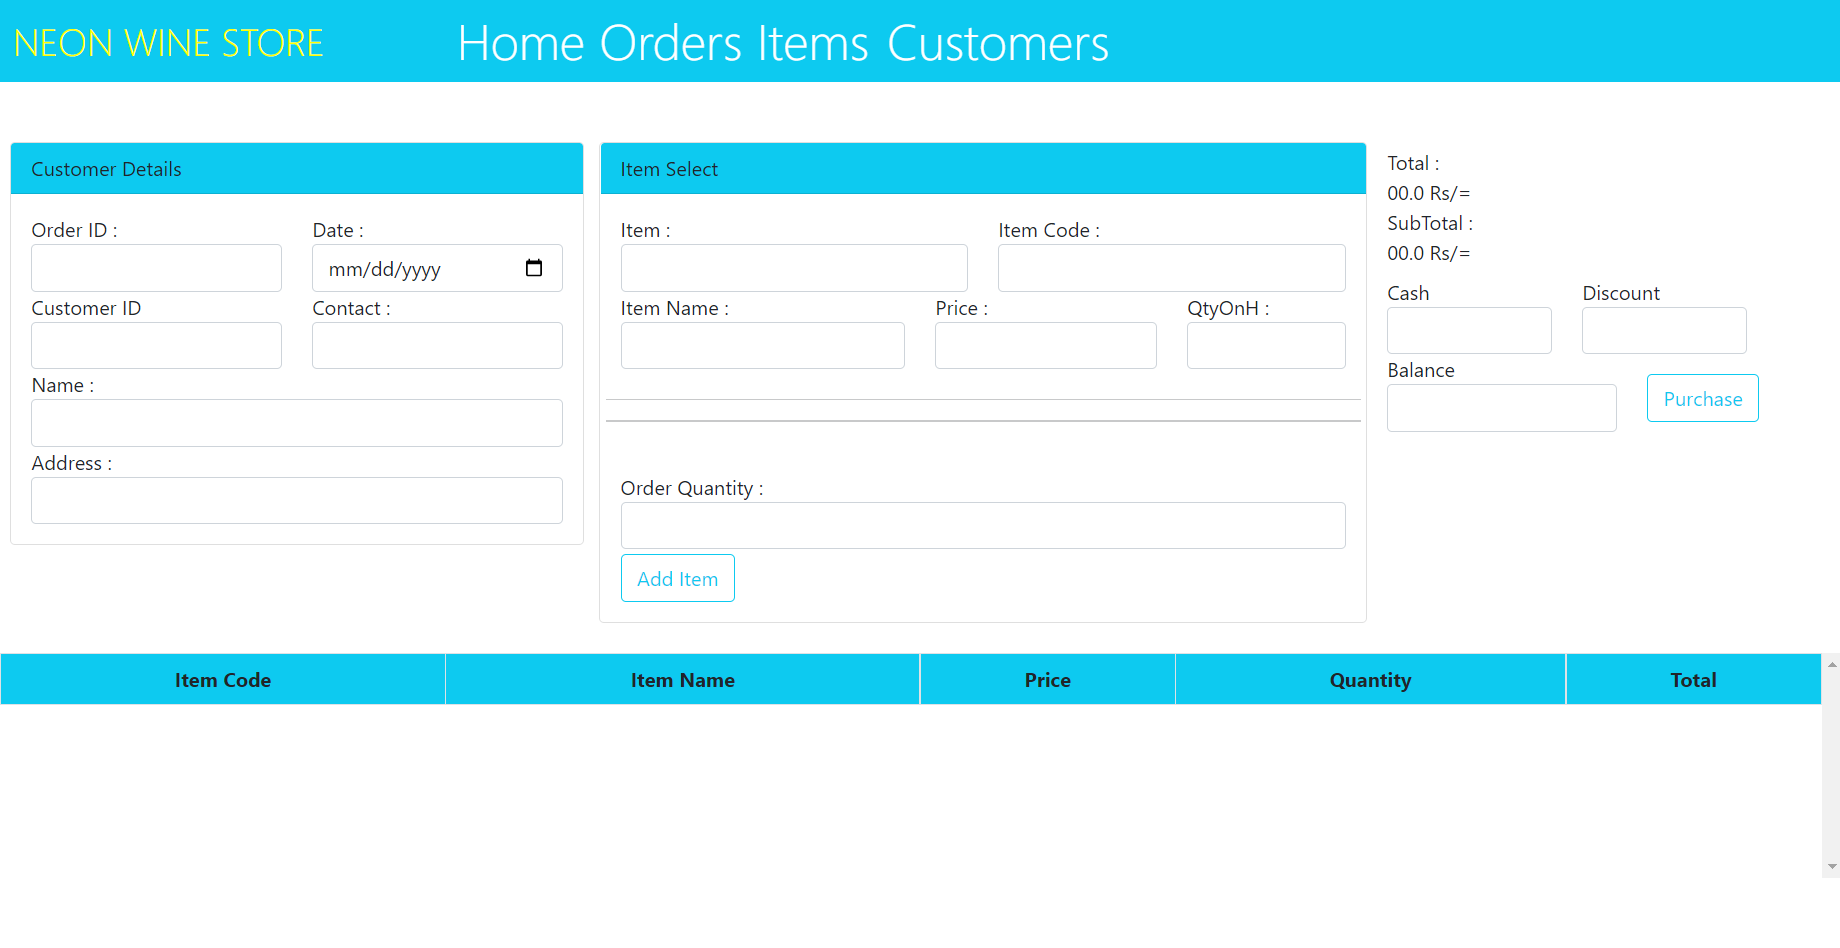 NEON WINE STORE
Home Orders Items Customers
Customer Details
Order ID :
Date :
mm/dd/yyyy
Customer ID
Contact :
Name :
Address :
Item Select
Item :
Item Code :
Item Name :
Price :
QtyOnH :
Order Quantity :
Add Item
Total :
00.0 Rs/=
SubTotal :
00.0 Rs/=
Cash
Discount
Balance
Purchase
Item Code Item Name Price Quantity Total